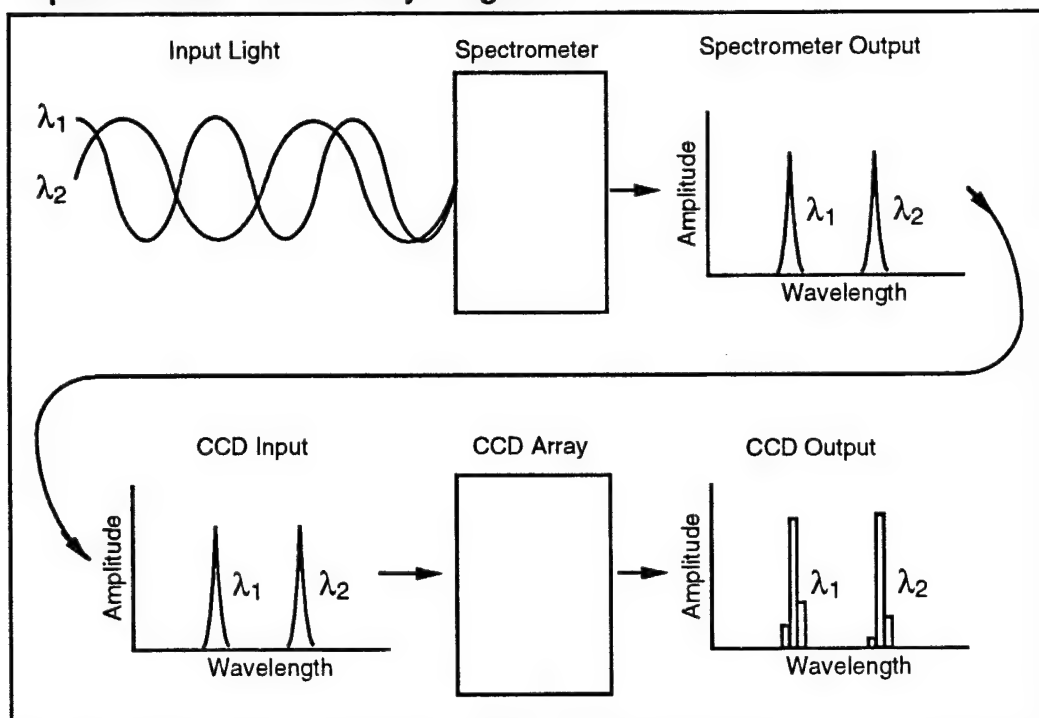 Input Light
Spectrometer
Spectrometer Output
λ1
λ2
Amplitude
λ1
λ2
Wavelength
CCD Input
CCD Array
CCD Output
Amplitude
λ1
λ2
Wavelength
Amplitude
λ1
λ2
Wavelength